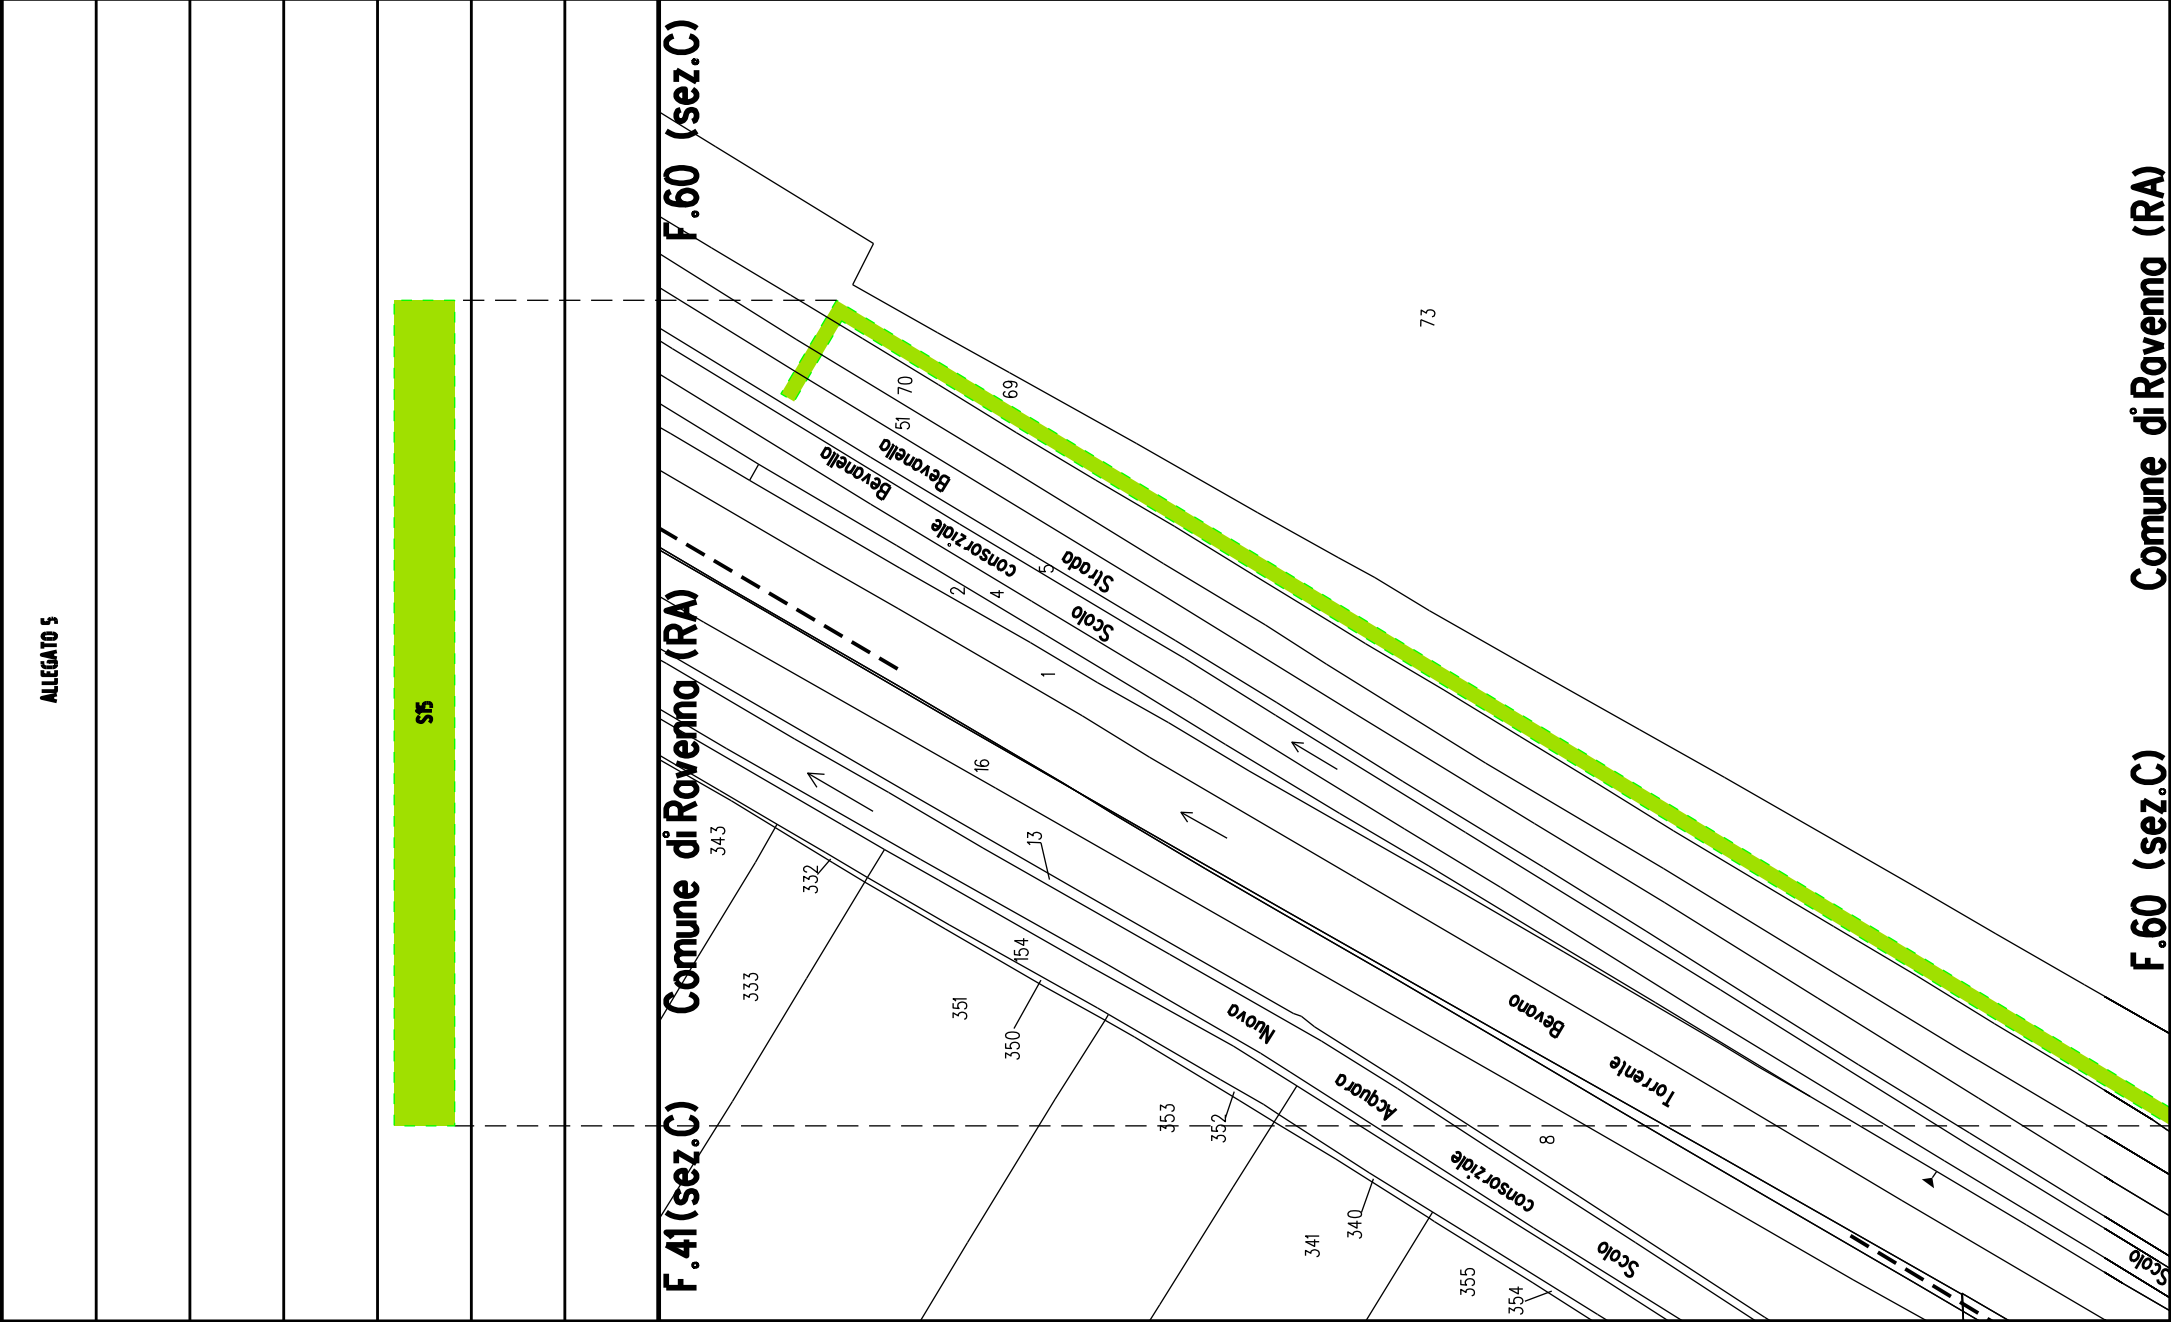 ALLEGATO 5
S15
F.60 (sez.C)
Comune di Ravenna (RA)
F.41 (sez.C)
Comune di Ravenna (RA)
F.60 (sez.C)
73
69
70
51
Strada Bevanella
Scolo consorziale Bevanella
5
4
2
1
16
13
343
332
333
154
351
350
353
352
341
340
355
354
8
Torrente Bevano
Scolo consorziale Acquara Nuova
Scolo